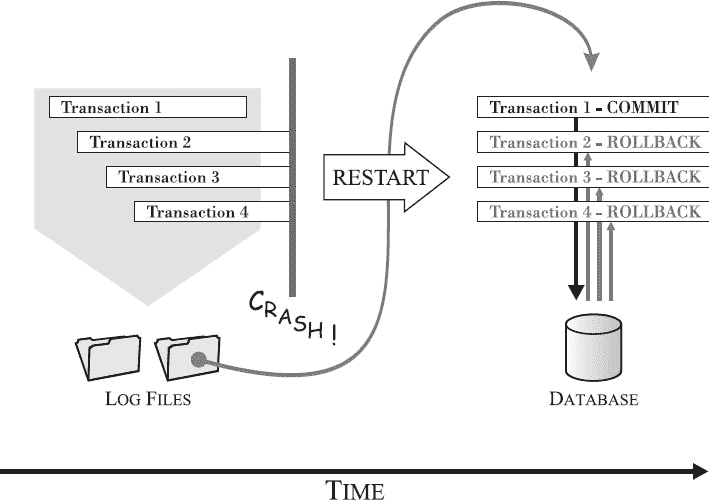 Transaction 1
Transaction 2
Transaction 3
Transaction 4
CRASH!
RESTART
Transaction 1 - COMMIT
Transaction 2 - ROLLBACK
Transaction 3 - ROLLBACK
Transaction 4 - ROLLBACK
LOG FILES
DATABASE
TIME